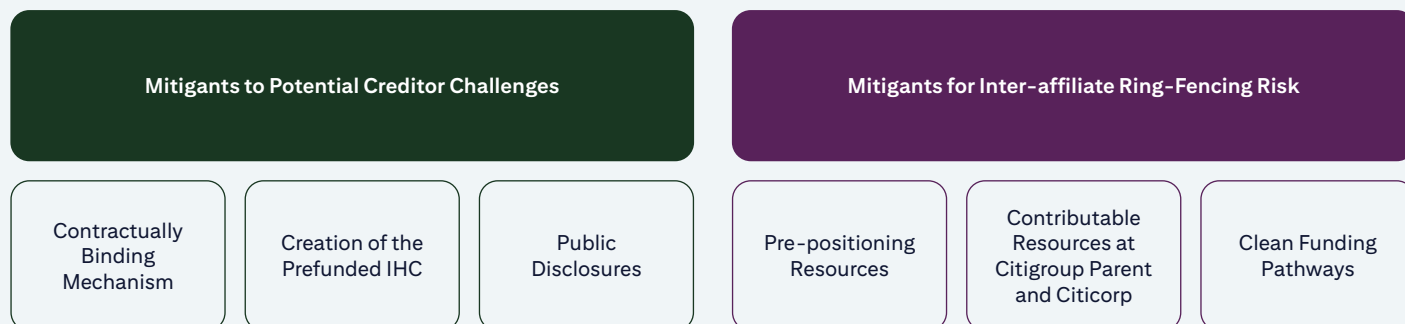 Mitigants to Potential Creditor Challenges
Mitigants for Inter-affiliate Ring-Fencing Risk
Contractually
Binding
Mechanism
Creation of the
Prefunded IHC
Public
Disclosures
Pre-positioning
Resources
Contributable
Resources at
Citigroup Parent
and Citicorp
Clean Funding
Pathways